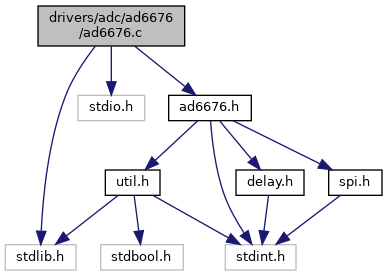 drivers/adc/ad6676
/ad6676.c
stdio.h
ad6676.h
util.h
delay.h
spi.h
stdlib.h
stdbool.h
stdint.h